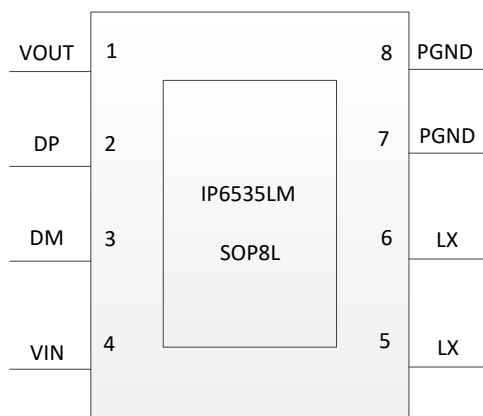 VOUT 1 8 PGND
DP 2 7 PGND
IP6535LM
DM 3 6 LX
SOP8L
VIN 4 5 LX